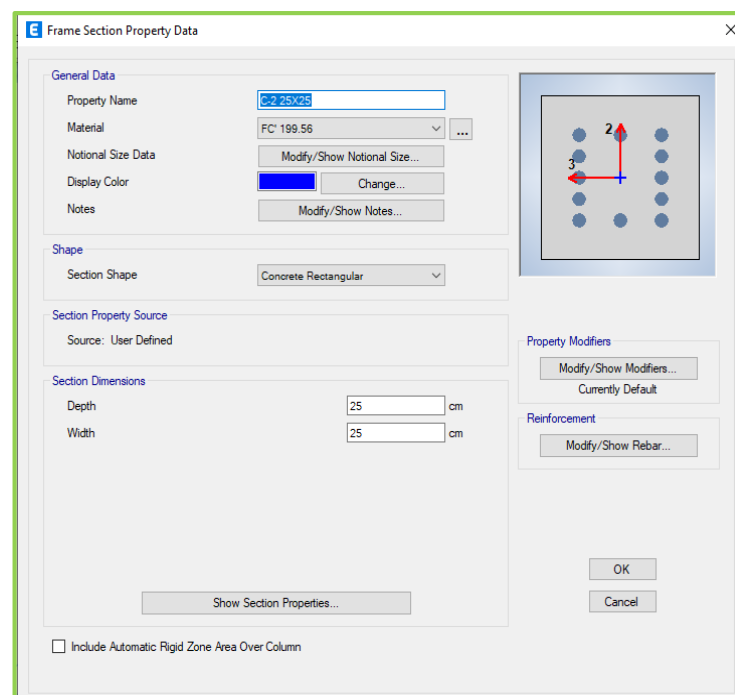 E Frame Section Property Data
General Data
Property Name C-2 25X25
Material FC' 199.56 ...
Notional Size Data Modify/Show Notional Size...
Display Color Change...
Notes Modify/Show Notes...
2
3
Shape
Section Shape Concrete Rectangular
Section Property Source
Source: User Defined
Property Modifiers
Modify/Show Modifiers...
Currently Default
Section Dimensions
Depth 25 cm
Width 25 cm
Reinforcement
Modify/Show Rebar...
Show Section Properties...
OK
Cancel
Include Automatic Rigid Zone Area Over Column